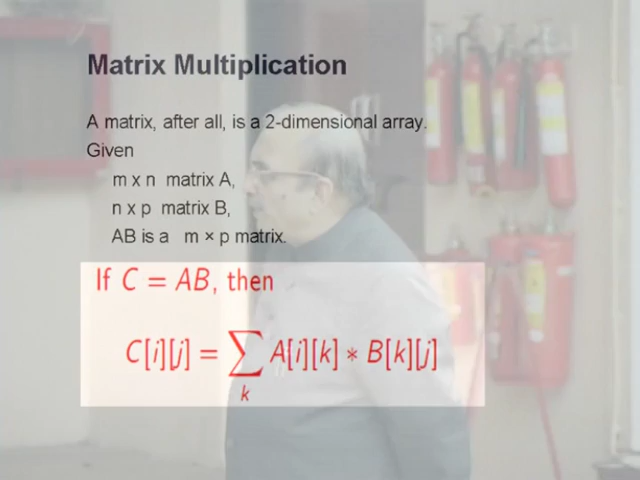 Matrix Multiplication
A matrix, after all, is a 2-dimensional array.
Given
m x n matrix A,
n x p matrix B,
AB is a m × p matrix.
If C = AB, then
C[i][j] = ∑ A[i][k] ∗ B[k][j]
k